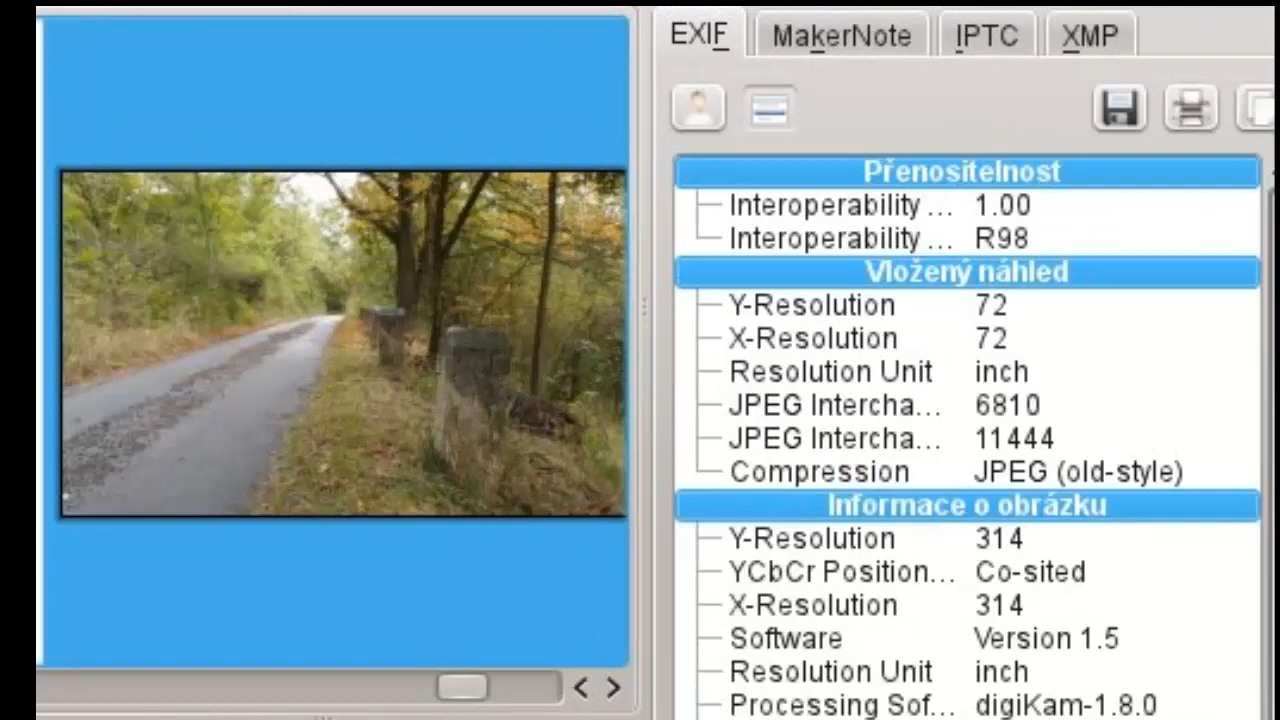 EXIF MakerNote IPTC XMP
Přenositelnost
Interoperability ... 1.00
Interoperability ... R98
Vložený náhled
Y-Resolution 72
X-Resolution 72
Resolution Unit inch
JPEG Intercha... 6810
JPEG Intercha... 11444
Compression JPEG (old-style)
Informace o obrázku
Y-Resolution 314
YCbCr Position... Co-sited
X-Resolution 314
Software Version 1.5
Resolution Unit inch
Processing Sof... digiKam-1.8.0